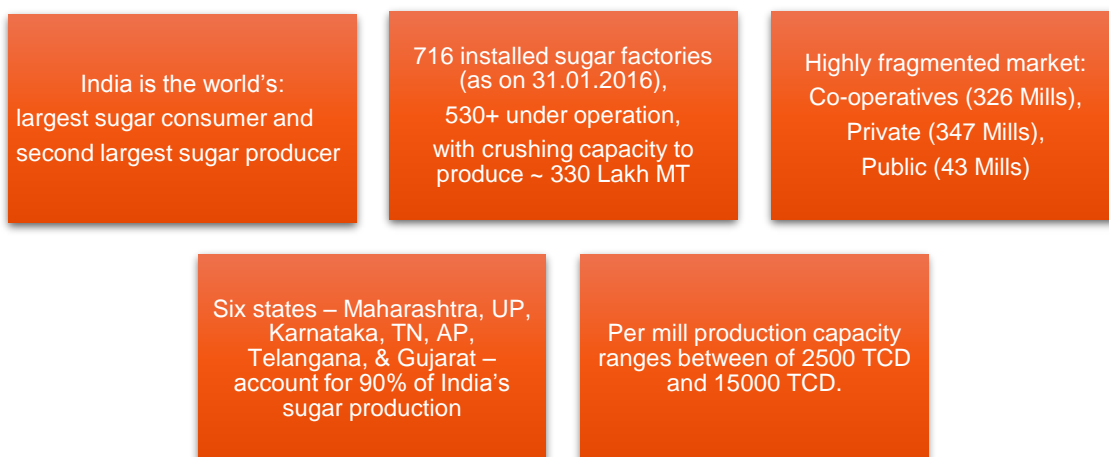 India is the world's:
largest sugar consumer and
second largest sugar producer
716 installed sugar factories
(as on 31.01.2016),
530+ under operation,
with crushing capacity to
produce ~ 330 Lakh MT
Highly fragmented market:
Co-operatives (326 Mills),
Private (347 Mills),
Public (43 Mills)
Six states – Maharashtra, UP,
Karnataka, TN, AP,
Telangana, & Gujarat –
account for 90% of India's
sugar production
Per mill production capacity
ranges between of 2500 TCD
and 15000 TCD.